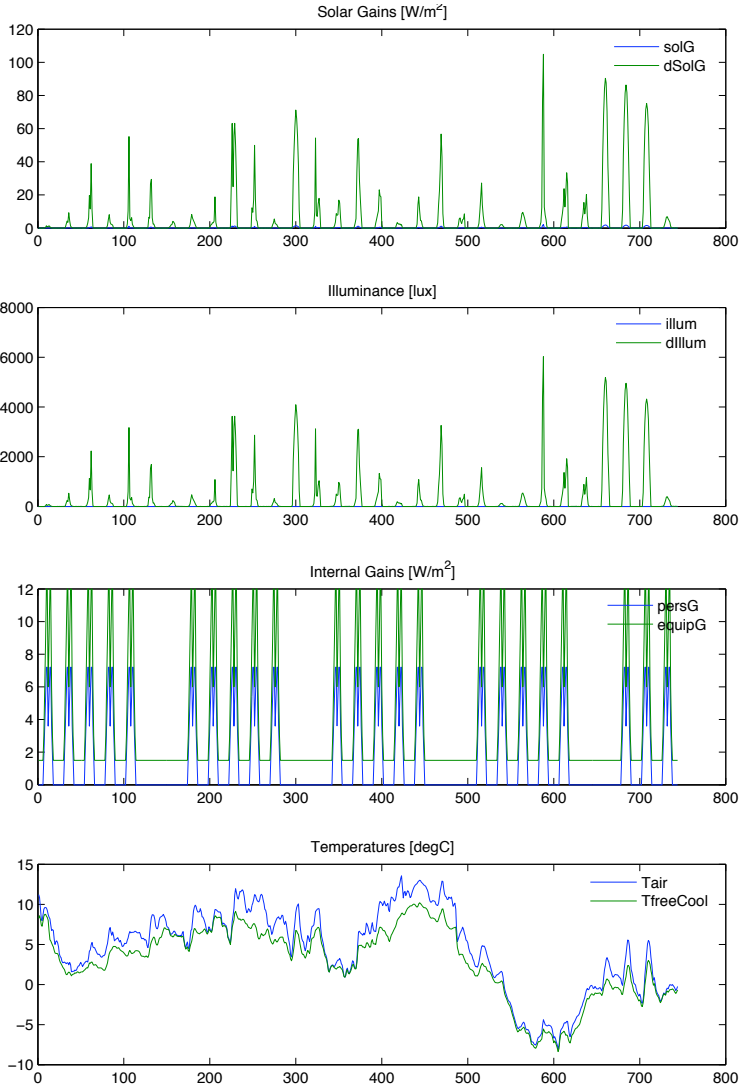 Solar Gains [W/m²]
120
100
80
60
40
20
0
solG
dSolG
0 100 200 300 400 500 600 700 800
Illuminance [lux]
8000
6000
4000
2000
0
illum
dIllum
0 100 200 300 400 500 600 700 800
Internal Gains [W/m²]
12
10
8
6
4
2
0
persG
equipG
0 100 200 300 400 500 600 700 800
Temperatures [degC]
15
10
5
0
−5
−10
Tair
TfreeCool
0 100 200 300 400 500 600 700 800